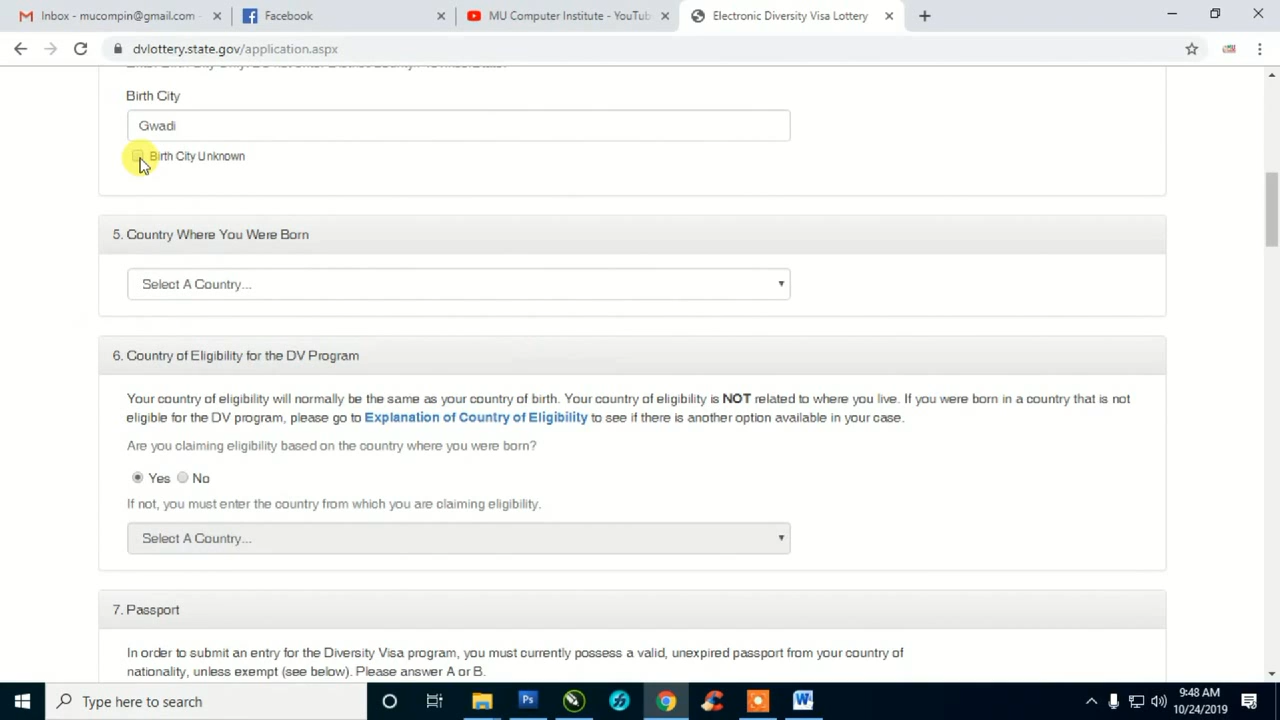 Inbox - mucompin@gmail.com -
Facebook
MU Computer Institute - YouTub
Electronic Diversity Visa Lottery
dvlottery.state.gov/application.aspx
Birth City
Gwadi
Birth City Unknown
5. Country Where You Were Born
Select A Country...
6. Country of Eligibility for the DV Program
Your country of eligibility will normally be the same as your country of birth. Your country of eligibility is NOT related to where you live. If you were born in a country that is not
eligible for the DV program, please go to Explanation of Country of Eligibility to see if there is another option available in your case.
Are you claiming eligibility based on the country where you were born?
Yes No
If not, you must enter the country from which you are claiming eligibility.
Select A Country...
7. Passport
In order to submit an entry for the Diversity Visa program, you must currently possess a valid, unexpired passport from your country of
nationality, unless exempt (see below). Please answer A or B.
Type here to search
9:48 AM
10/24/2019